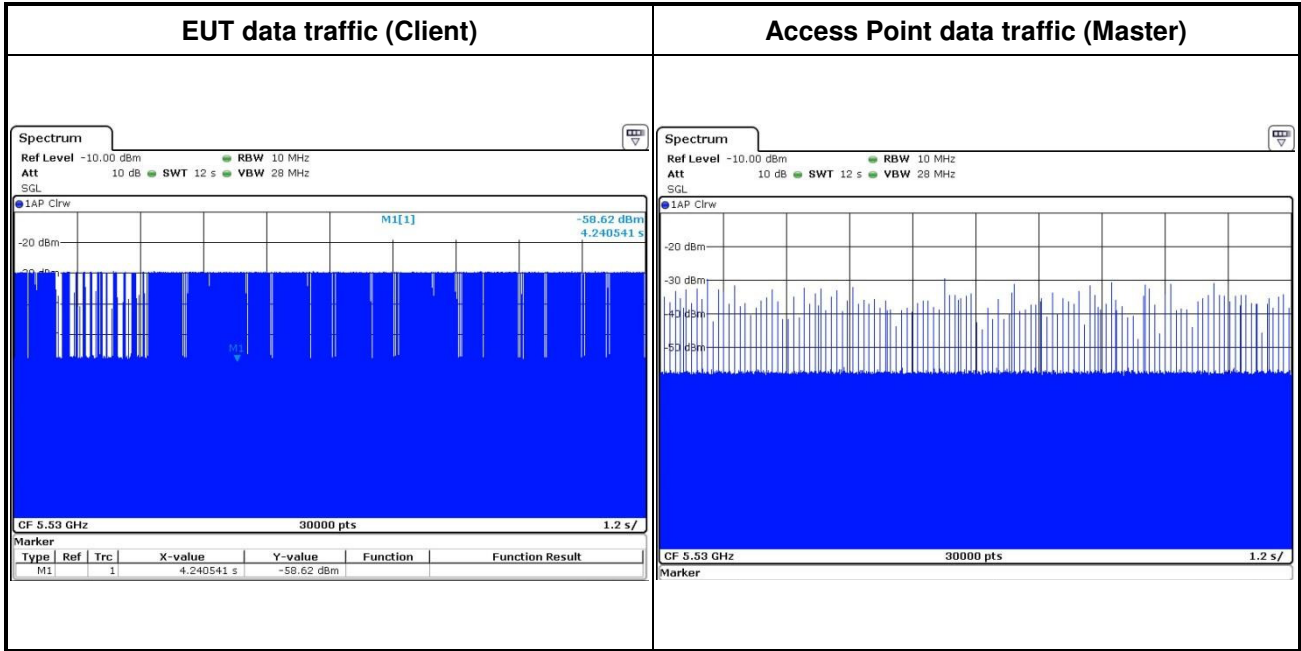 EUT data traffic (Client)
Access Point data traffic (Master)
Spectrum
Ref Level -10.00 dBm RBW 10 MHz
Att 10 dB SWT 12 s VBW 28 MHz
SGL
1AP Clrw
M1[1] -58.62 dBm
4.240541 s
-20 dBm
M1
CF 5.53 GHz 30000 pts 1.2 s/
Marker
Type Ref Trc X-value Y-value Function Function Result
M1 1 4.240541 s -58.62 dBm
Spectrum
Ref Level -10.00 dBm RBW 10 MHz
Att 10 dB SWT 12 s VBW 28 MHz
SGL
1AP Clrw
-20 dBm
-30 dBm
-40 dBm
-50 dBm
CF 5.53 GHz 30000 pts 1.2 s/
Marker